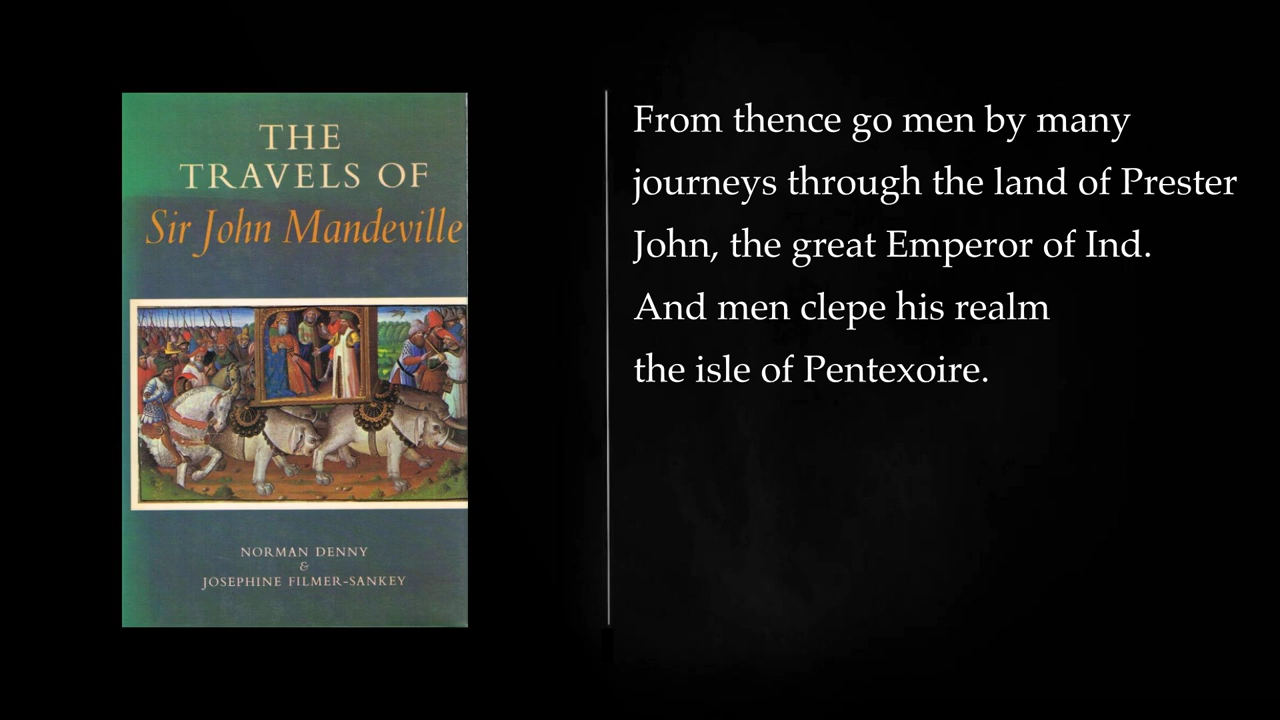 THE
TRAVELS OF
Sir John Mandeville
NORMAN DENNY
&
JOSEPHINE FILMER-SANKEY
From thence go men by many
journeys through the land of Prester
John, the great Emperor of Ind.
And men clepe his realm
the isle of Pentexoire.